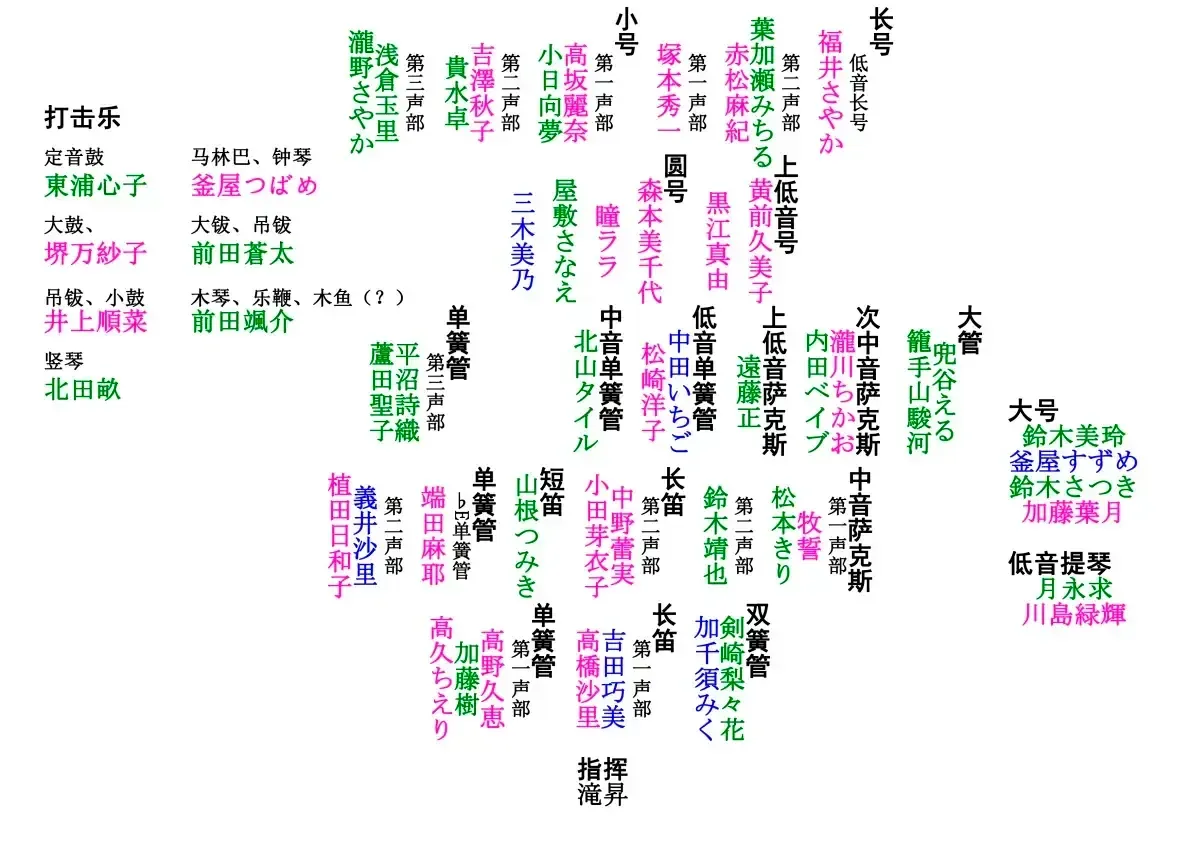 打击乐
定音鼓
東浦心子
马林巴、钟琴
釜屋つばめ
大鼓、
堺万紗子
大钹、吊钹
前田蒼太
吊钹、小鼓
井上順菜
木琴、乐鞭、木鱼（？）
前田颯介
竖琴
北田畝
小号
第一声部
高坂麗奈
小日向夢
第二声部
吉澤秋子
貴水卓
第三声部
浅倉玉里
瀧野さやか
长号
低音长号
福井さやか
第二声部
葉加瀬みちる
赤松麻紀
第一声部
塚本秀一
上低音号
黄前久美子
黒江真由
圆号
森本美千代
瞳ララ
屋敷さなえ
三木美乃
大管
兜谷える
籠手山駿河
次中音萨克斯
瀧川ちかお
内田ベイブ
上低音萨克斯
遠藤正
低音单簧管
中田いちご
松崎洋子
中音单簧管
北山タイル
单簧管
第三声部
平沼詩織
蘆田聖子
中音萨克斯
第一声部
牧誓
松本きり
第二声部
鈴木靖也
长笛
第二声部
中野蕾実
小田芽衣子
短笛
山根つみき
单簧管
♭E单簧管
端田麻耶
第二声部
義井沙里
植田日和子
双簧管
剣崎梨々花
加千須みく
长笛
第一声部
吉田巧美
高橋沙里
单簧管
第一声部
高野久恵
加藤樹
高久ちえり
大号
鈴木美玲
釜屋すずめ
鈴木さつき
加藤葉月
低音提琴
月永求
川島緑輝
指挥
滝昇